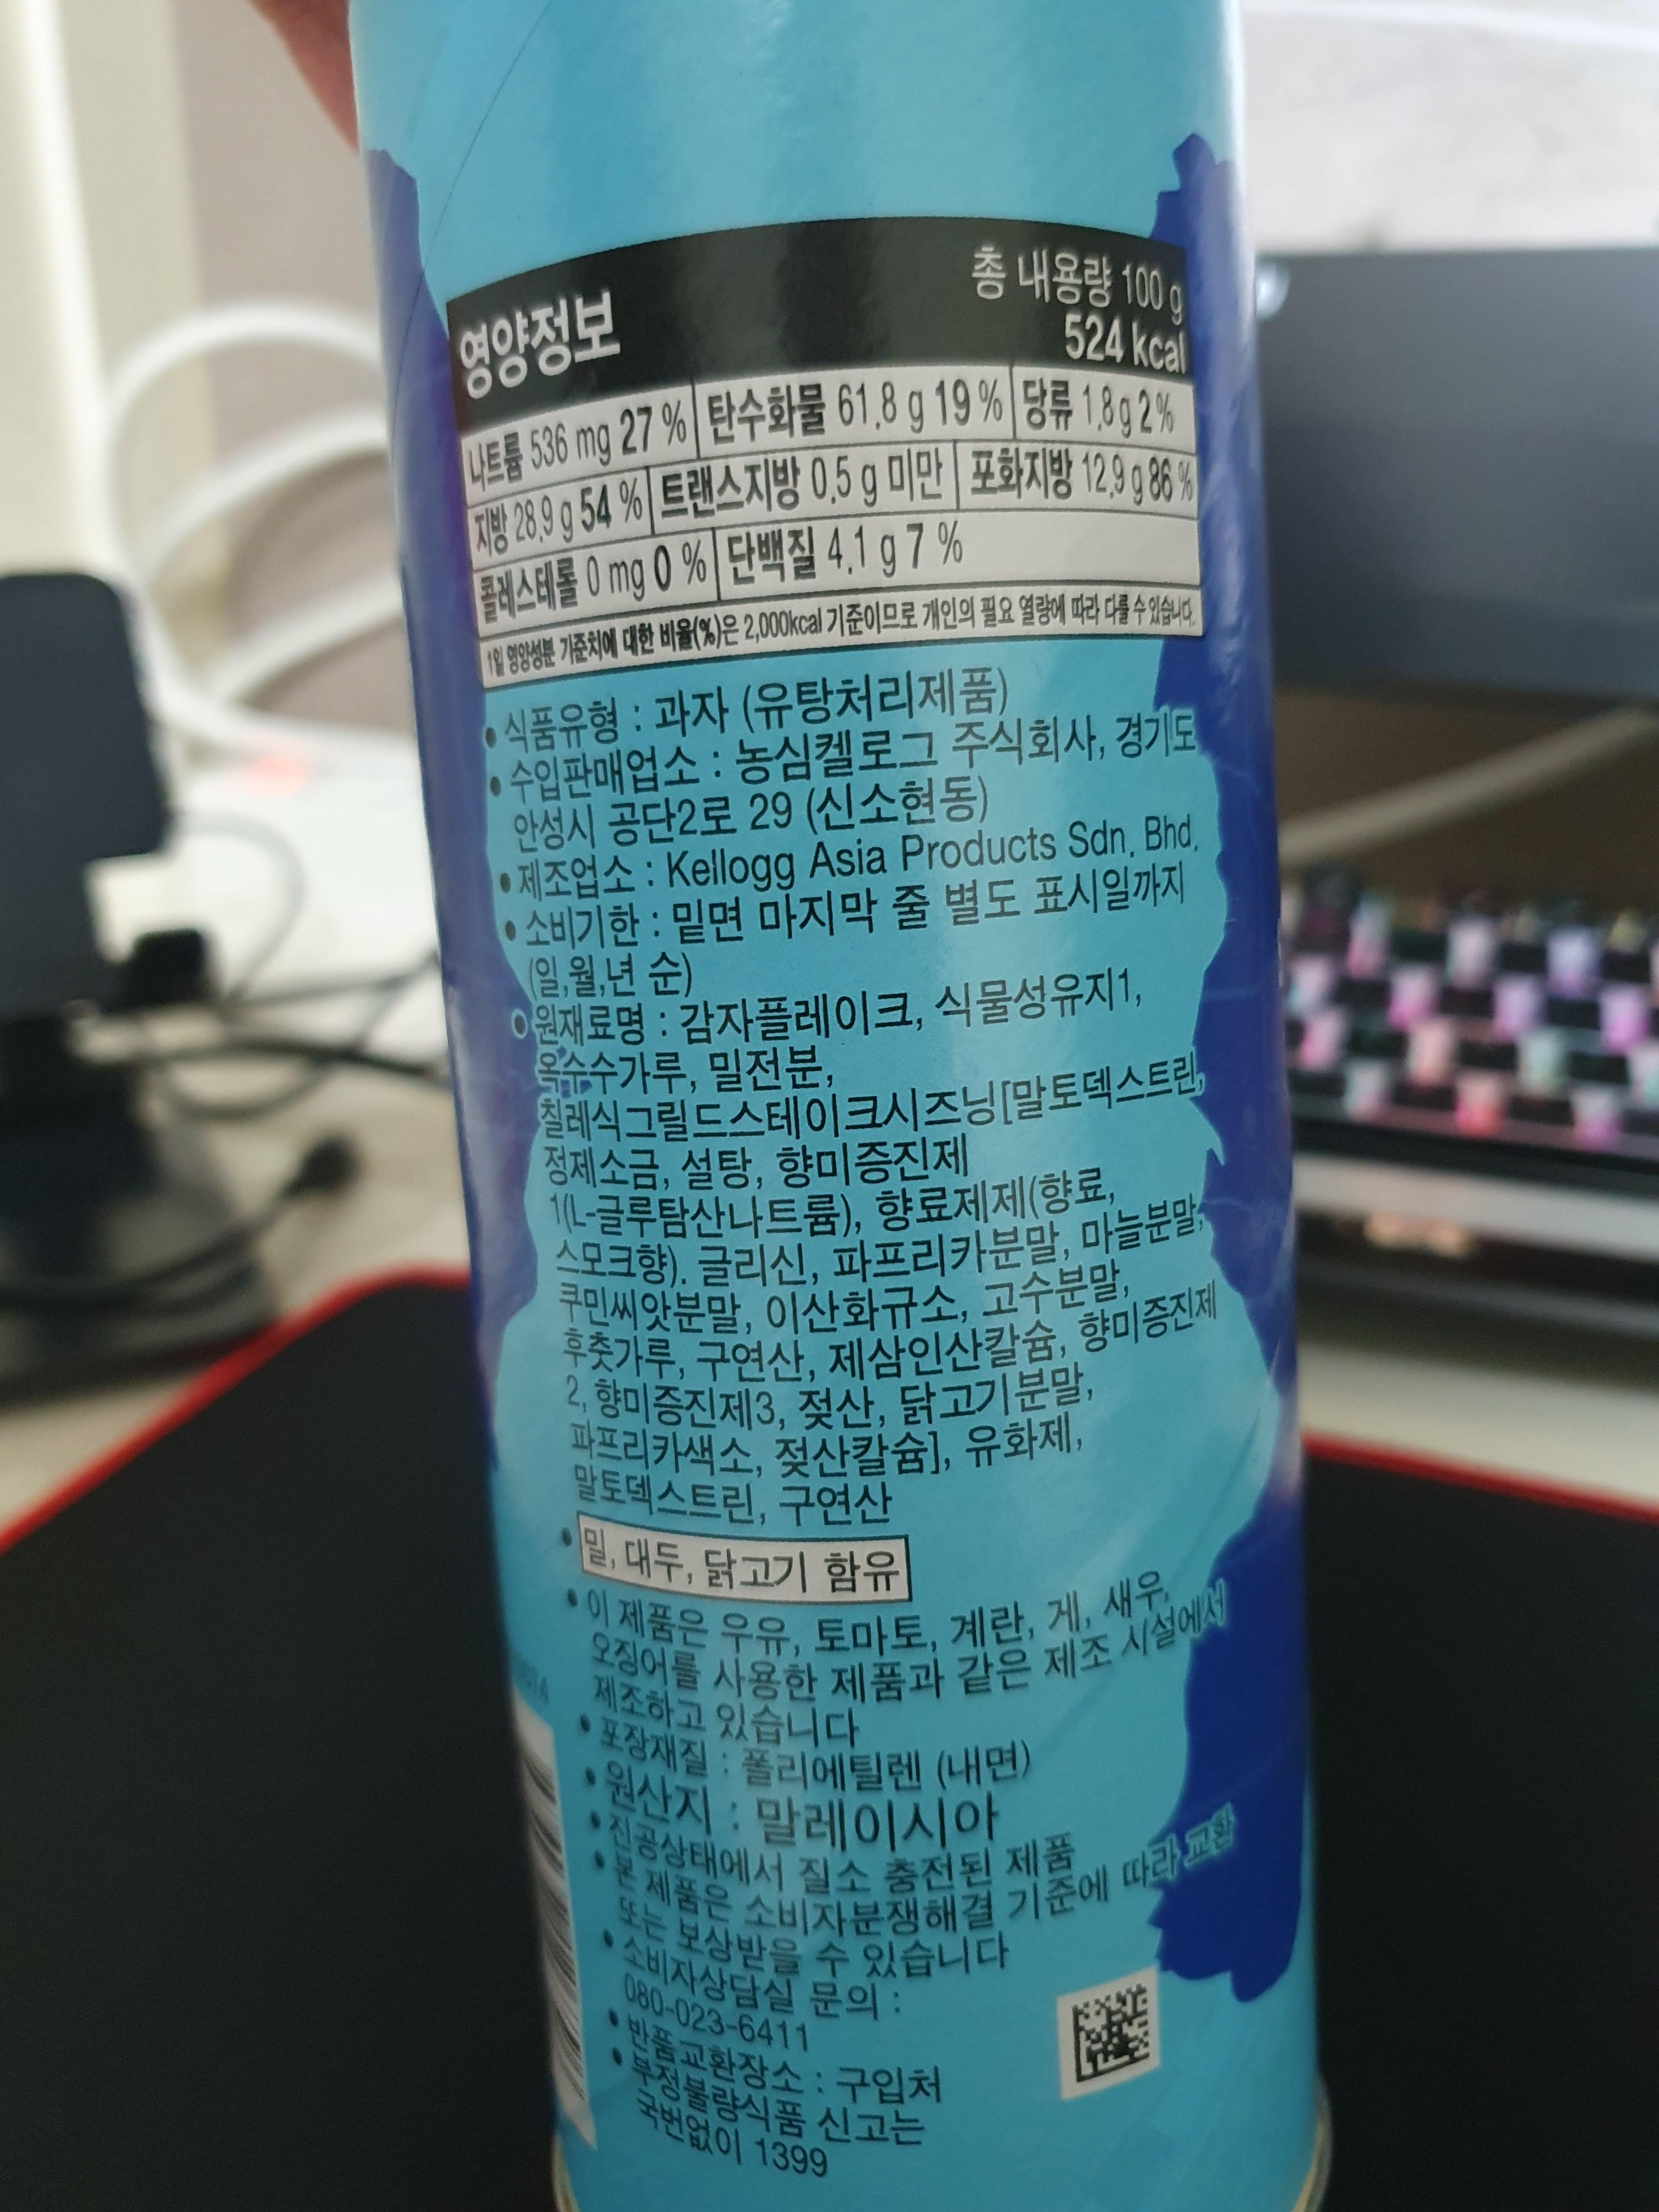 영양정보
총 내용량 100 g
524 kcal
나트륨 536 mg 27 % 탄수화물 61.8 g 19 % 당류 1.8 g 2 %
지방 28.9 g 54 % 트랜스지방 0.5 g 미만 포화지방 12.9 g 86 %
콜레스테롤 0 mg 0 % 단백질 4.1 g 7 %
1일 영양성분 기준치에 대한 비율(%)은 2,000kcal 기준이므로 개인의 필요 열량에 따라 다를 수 있습니다.
• 식품유형 : 과자 (유탕처리제품)
• 수입판매업소 : 농심켈로그 주식회사, 경기도
안성시 공단2로 29 (신소현동)
• 제조업소 : Kellogg Asia Products Sdn. Bhd.
• 소비기한 : 밑면 마지막 줄 별도 표시일까지
(일,월,년 순)
• 원재료명 : 감자플레이크, 식물성유지1,
옥수수가루, 밀전분,
칠레식그릴드스테이크시즈닝[말토덱스트린,
정제소금, 설탕, 향미증진제
1(L-글루탐산나트륨), 향료제제(향료,
스모크향). 글리신, 파프리카분말, 마늘분말,
쿠민씨앗분말, 이산화규소, 고수분말,
후춧가루, 구연산, 제삼인산칼슘, 향미증진제
2, 향미증진제3, 젖산, 닭고기분말,
파프리카색소, 젖산칼슘], 유화제,
말토덱스트린, 구연산
• 밀, 대두, 닭고기 함유
• 이 제품은 우유, 토마토, 계란, 게, 새우,
오징어를 사용한 제품과 같은 제조 시설에서
제조하고 있습니다
• 포장재질 : 폴리에틸렌 (내면)
• 원산지 : 말레이시아
• 진공상태에서 질소 충전된 제품
• 본 제품은 소비자분쟁해결 기준에 따라 교환
또는 보상받을 수 있습니다
• 소비자상담실 문의 :
080-023-6411
• 반품교환장소 : 구입처
• 부정불량식품 신고는
국번없이 1399